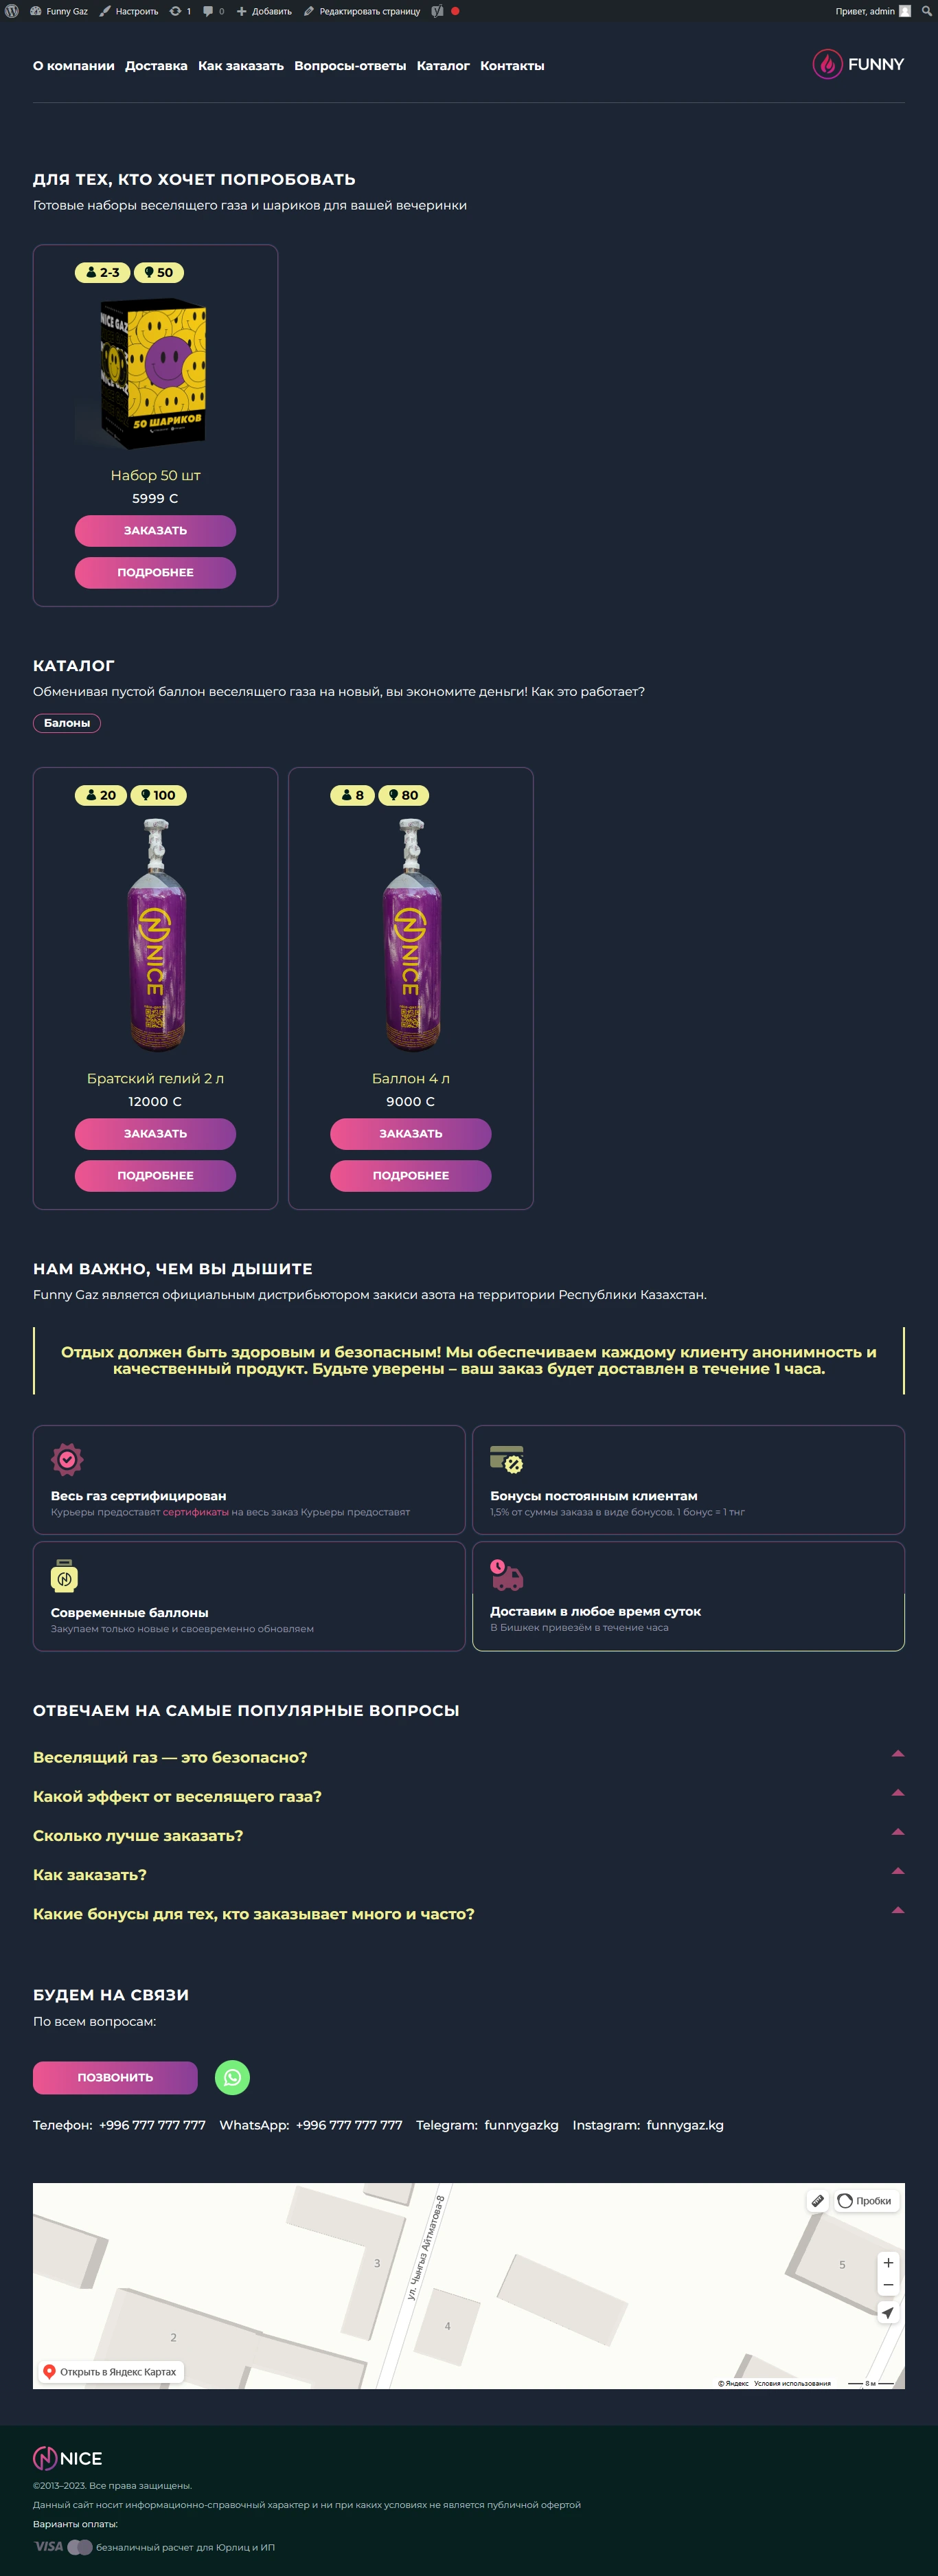 Funny Gaz Настроить 1 0 Добавить Редактировать страницу Привет, admin
О компании Доставка Как заказать Вопросы-ответы Каталог Контакты FUNNY
ДЛЯ ТЕХ, КТО ХОЧЕТ ПОПРОБОВАТЬ
Готовые наборы веселящего газа и шариков для вашей вечеринки
2-3 50
NICE GAZ
50 ШАРИКОВ
Набор 50 шт
5999 С
ЗАКАЗАТЬ
ПОДРОБНЕЕ
КАТАЛОГ
Обменивая пустой баллон веселящего газа на новый, вы экономите деньги! Как это работает?
Балоны
20 100
NICE
Братский гелий 2 л
12000 С
ЗАКАЗАТЬ
ПОДРОБНЕЕ
8 80
NICE
Баллон 4 л
9000 С
ЗАКАЗАТЬ
ПОДРОБНЕЕ
НАМ ВАЖНО, ЧЕМ ВЫ ДЫШИТЕ
Funny Gaz является официальным дистрибьютором закиси азота на территории Республики Казахстан.
Отдых должен быть здоровым и безопасным! Мы обеспечиваем каждому клиенту анонимность и
качественный продукт. Будьте уверены – ваш заказ будет доставлен в течение 1 часа.
Весь газ сертифицирован
Курьеры предоставят сертификаты на весь заказ Курьеры предоставят
Бонусы постоянным клиентам
1,5% от суммы заказа в виде бонусов. 1 бонус = 1 тнг
Современные баллоны
Закупаем только новые и своевременно обновляем
Доставим в любое время суток
В Бишкек привезём в течение часа
ОТВЕЧАЕМ НА САМЫЕ ПОПУЛЯРНЫЕ ВОПРОСЫ
Веселящий газ — это безопасно?
Какой эффект от веселящего газа?
Сколько лучше заказать?
Как заказать?
Какие бонусы для тех, кто заказывает много и часто?
БУДЕМ НА СВЯЗИ
По всем вопросам:
ПОЗВОНИТЬ
Телефон: +996 777 777 777 WhatsApp: +996 777 777 777 Telegram: funnygazkg Instagram: funnygaz.kg
Пробки
ул. Чынгыз Айтматова-8
3
5
4
2
Открыть в Яндекс Картах
© Яндекс Условия использования 8 м
NICE
©2013–2023. Все права защищены.
Данный сайт носит информационно-справочный характер и ни при каких условиях не является публичной офертой
Варианты оплаты:
VISA безналичный расчет для Юрлиц и ИП